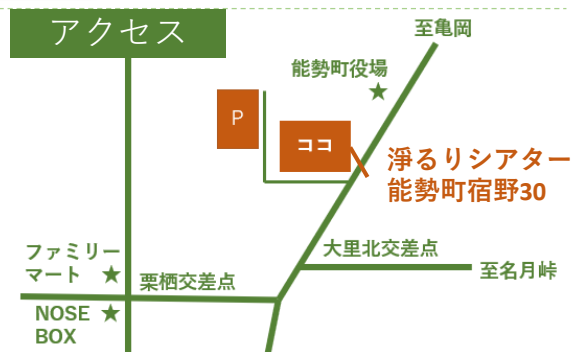 アクセス
至亀岡
能勢町役場
P
ココ
淨るりシアター
能勢町宿野30
大里北交差点
至名月峠
ファミリー
マート
栗栖交差点
NOSE
BOX